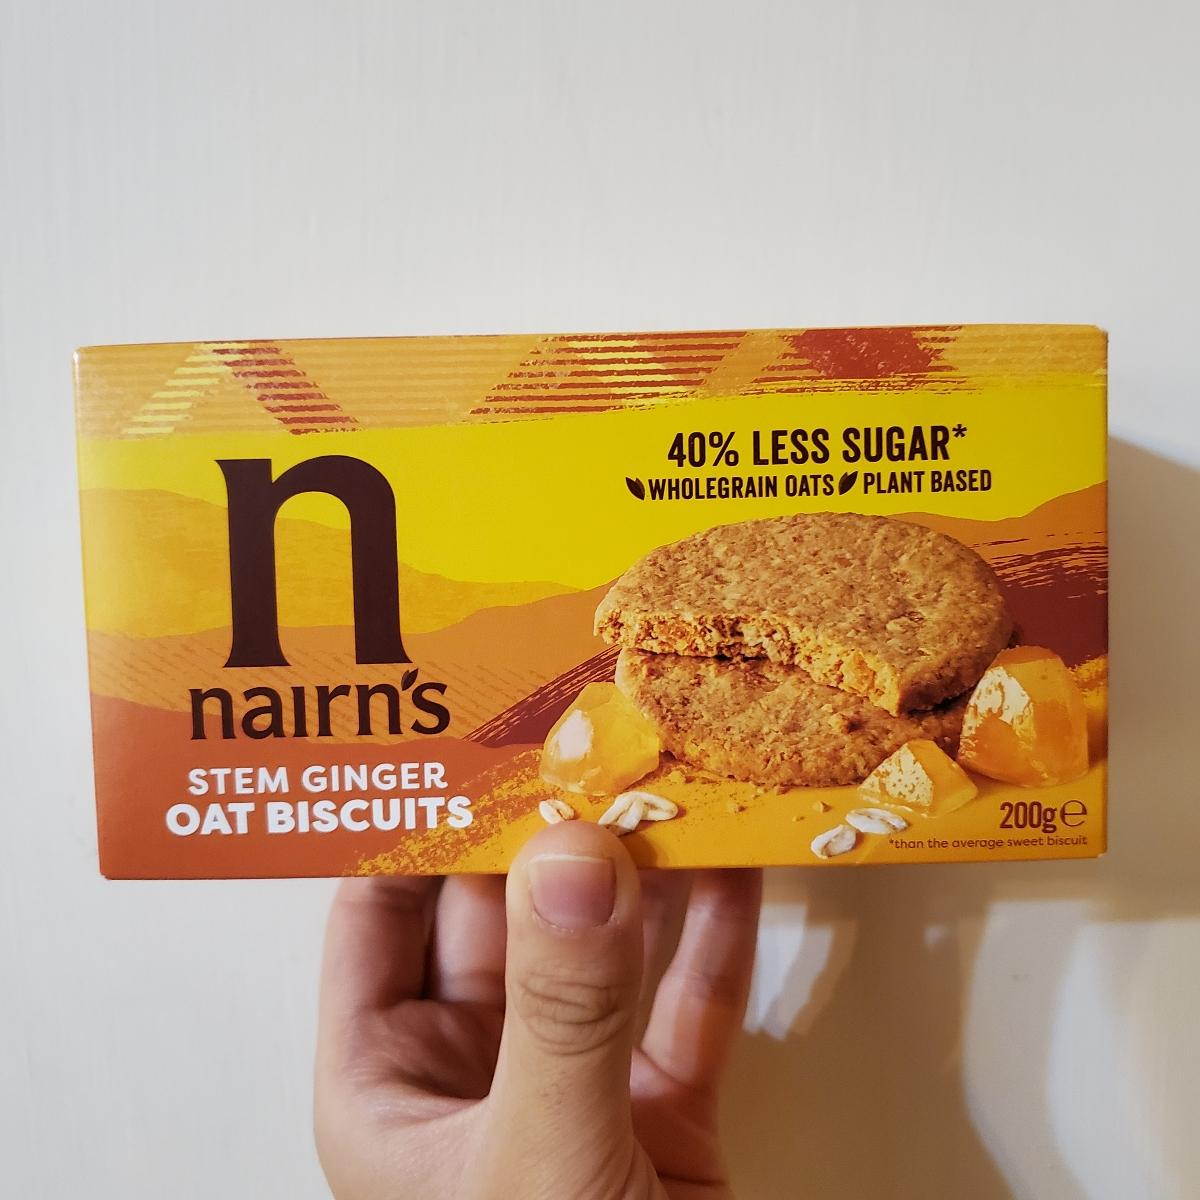 n
nairn's
STEM GINGER
OAT BISCUITS
40% LESS SUGAR*
WHOLEGRAIN OATS PLANT BASED
200g℮
*than the average sweet biscuit